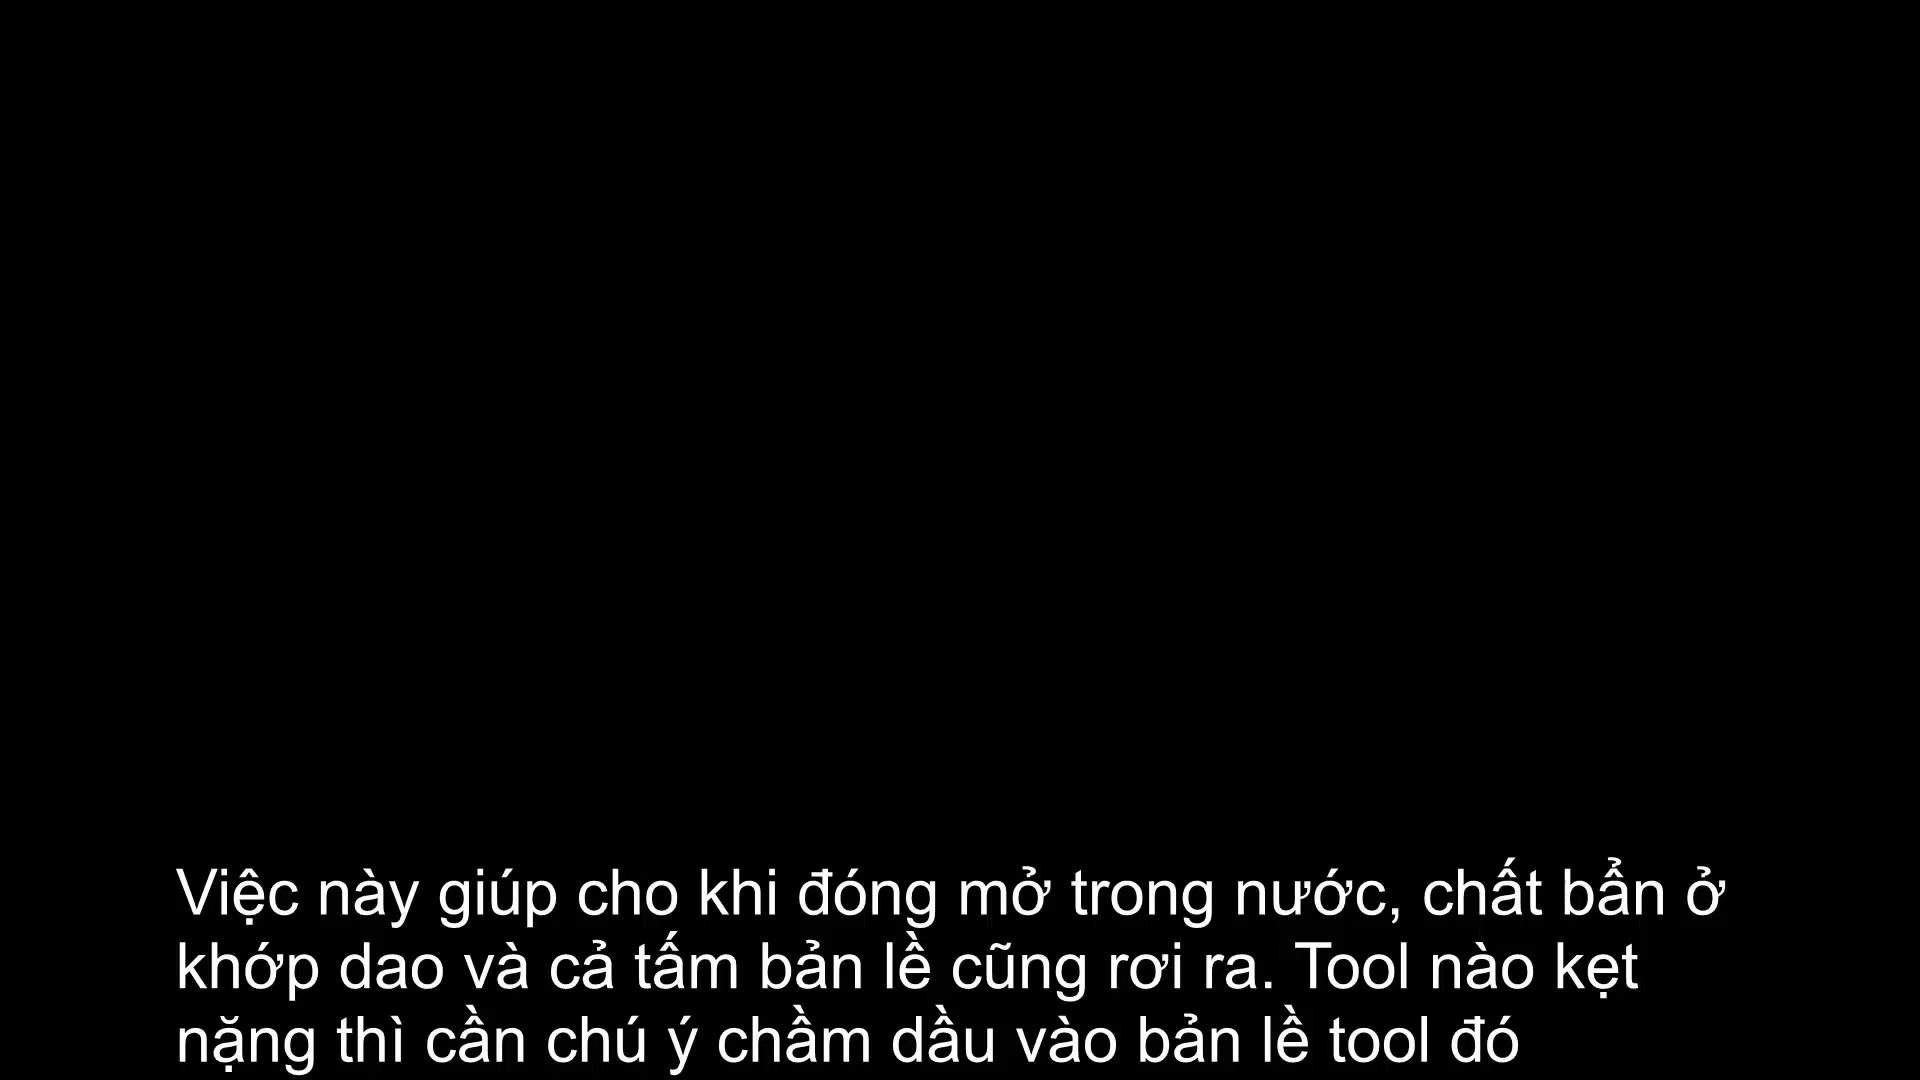 Việc này giúp cho khi đóng mở trong nước, chất bẩn ở
khớp dao và cả tấm bản lề cũng rơi ra. Tool nào kẹt
nặng thì cần chú ý chầm dầu vào bản lề tool đó